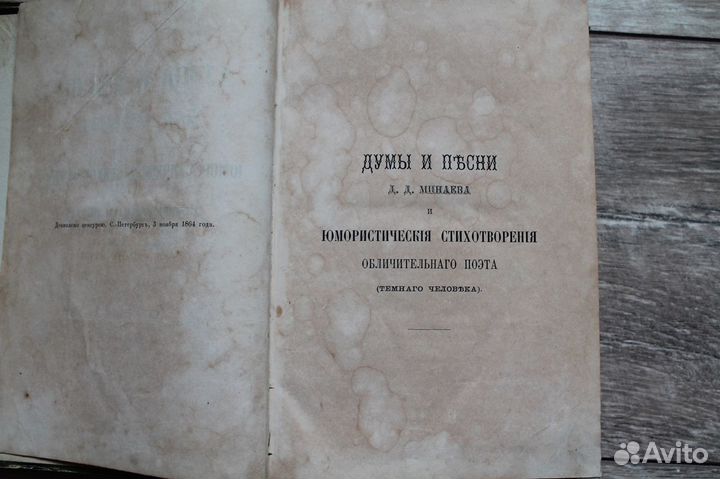 Дозволено цензурою. С.-Петербургъ, 3 ноября 1864 года.
ДУМЫ И ПѢСНИ
Д. Д. МИНАЕВА
И
ЮМОРИСТИЧЕСКІЯ СТИХОТВОРЕНІЯ
ОБЛИЧИТЕЛЬНАГО ПОЭТА
(ТЕМНАГО ЧЕЛОВѢКА).
Avito